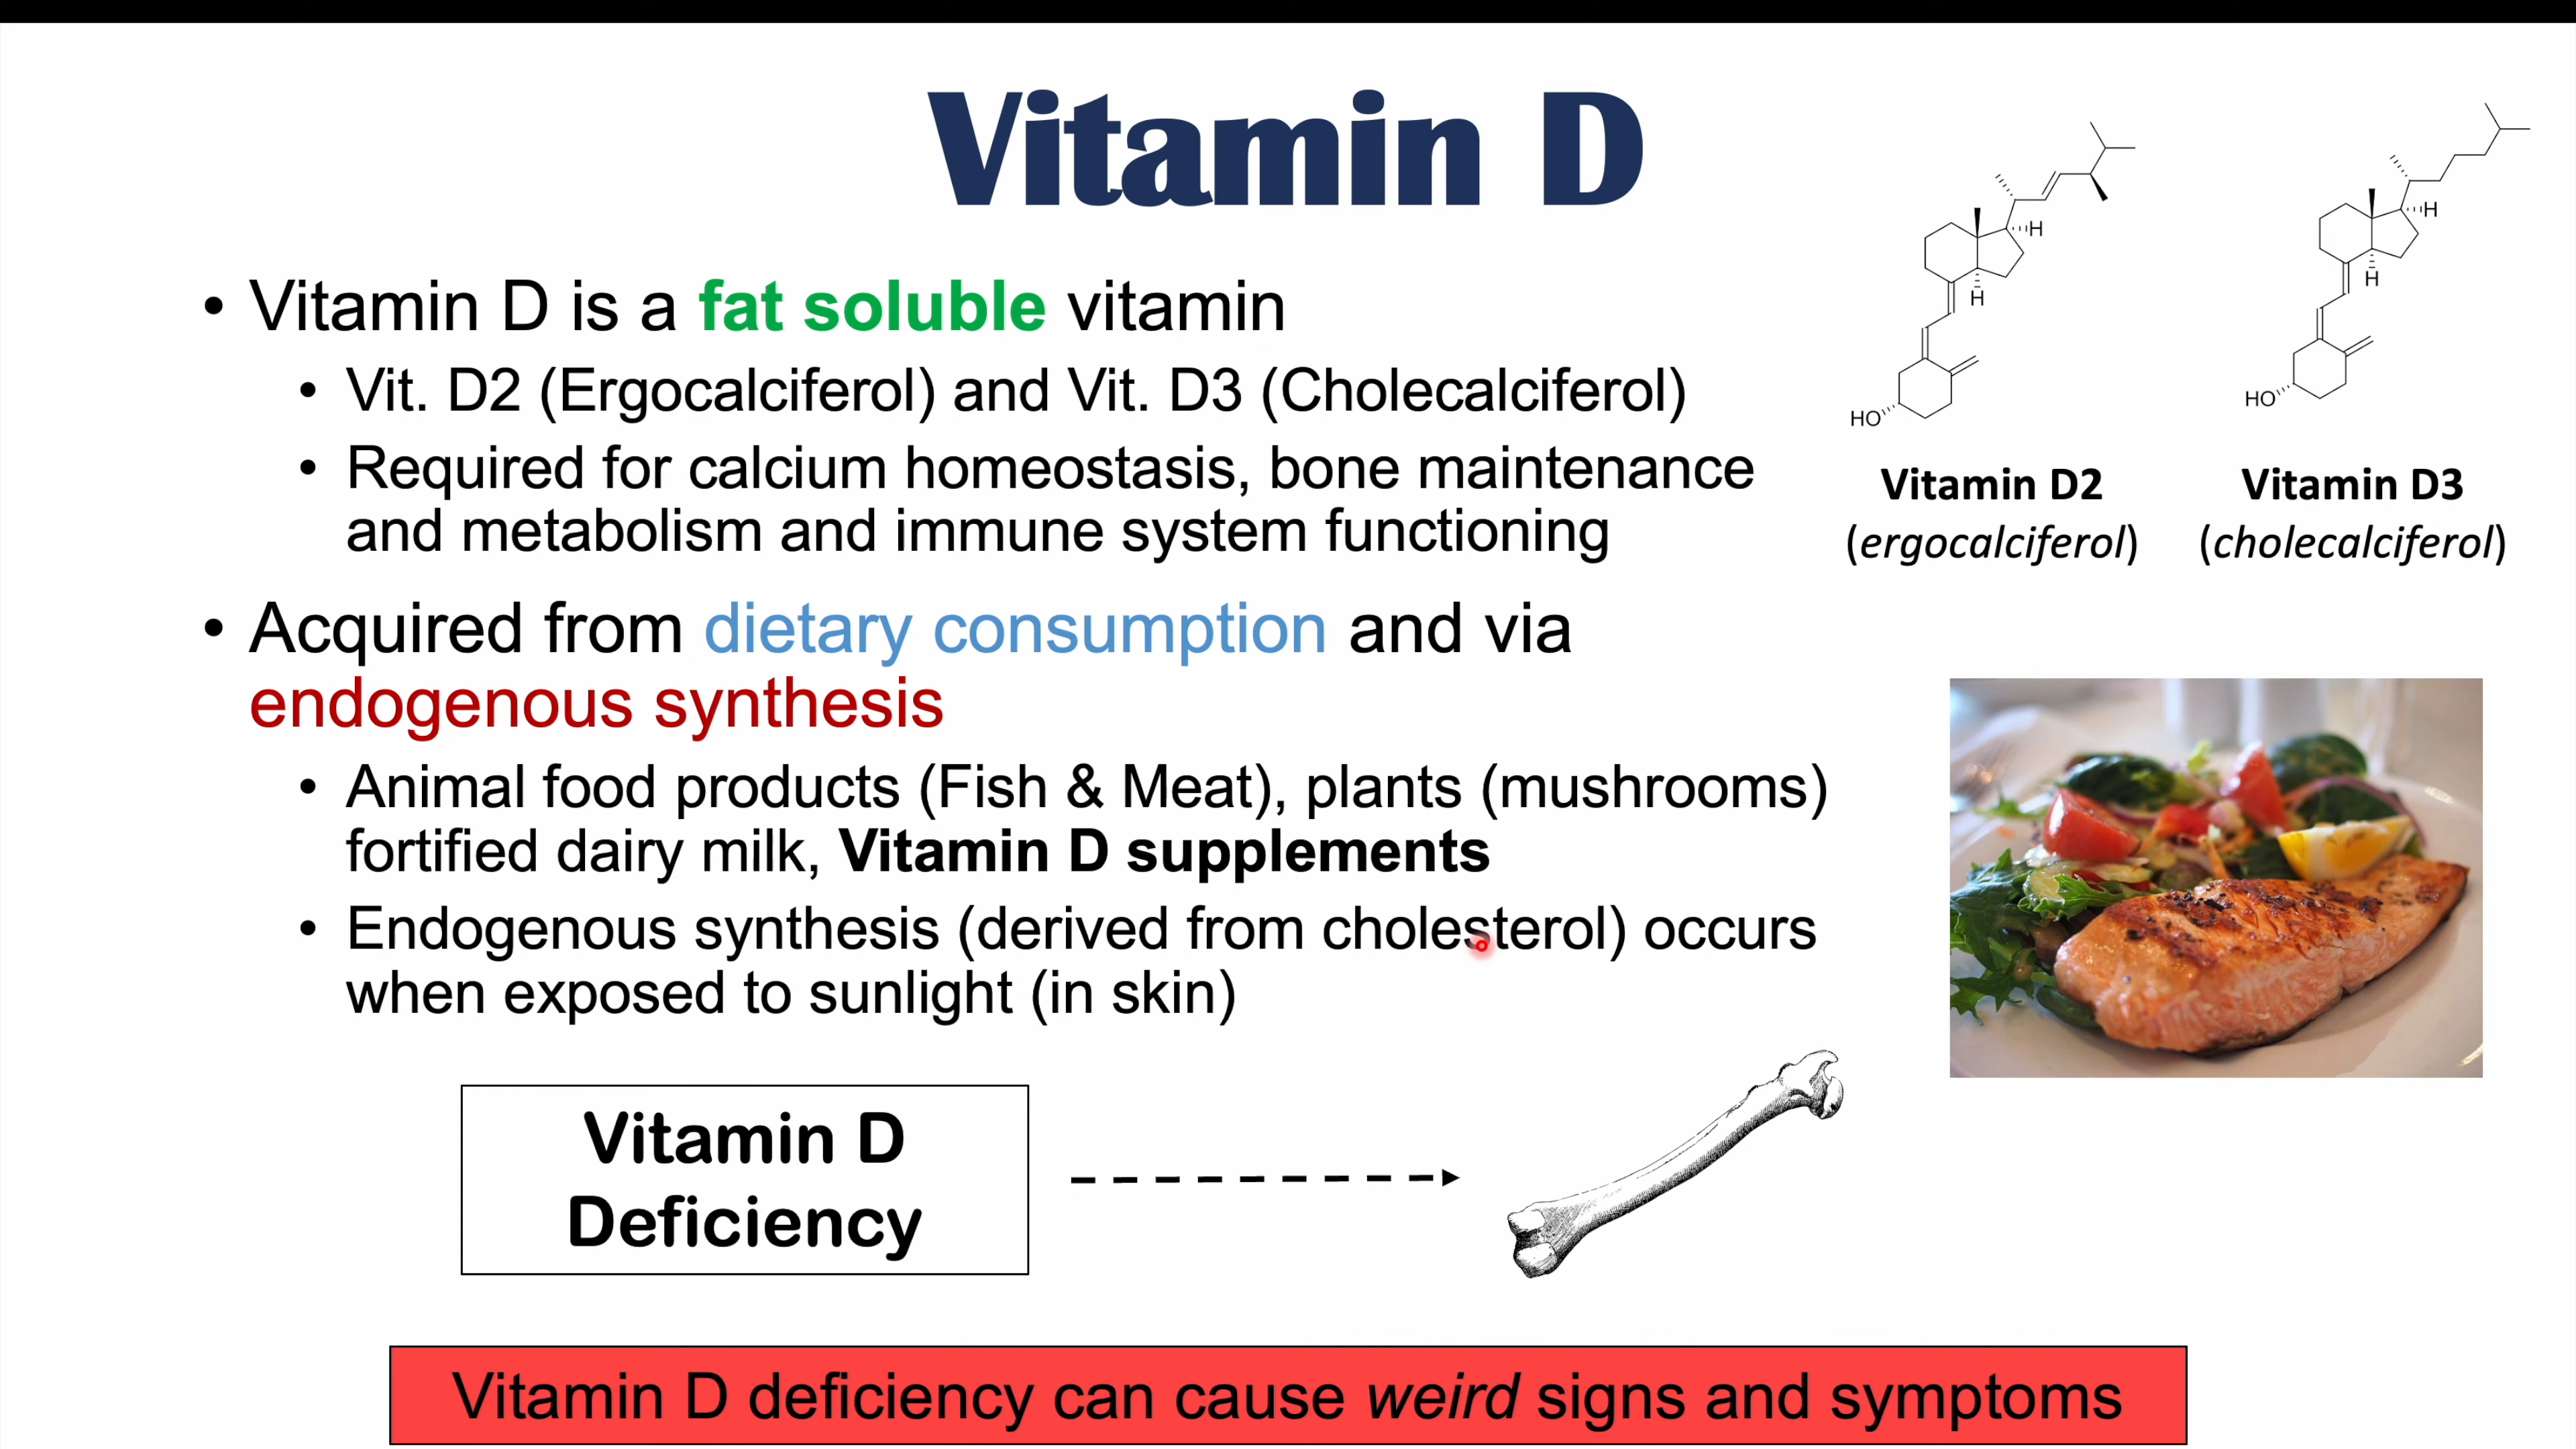 Vitamin D
• Vitamin D is a fat soluble vitamin
• Vit. D2 (Ergocalciferol) and Vit. D3 (Cholecalciferol)
• Required for calcium homeostasis, bone maintenance
and metabolism and immune system functioning
• Acquired from dietary consumption and via
endogenous synthesis
• Animal food products (Fish & Meat), plants (mushrooms)
fortified dairy milk, Vitamin D supplements
• Endogenous synthesis (derived from cholesterol) occurs
when exposed to sunlight (in skin)
H
H
HO
Vitamin D2
(ergocalciferol)
H
H
HO
Vitamin D3
(cholecalciferol)
Vitamin D
Deficiency
Vitamin D deficiency can cause weird signs and symptoms